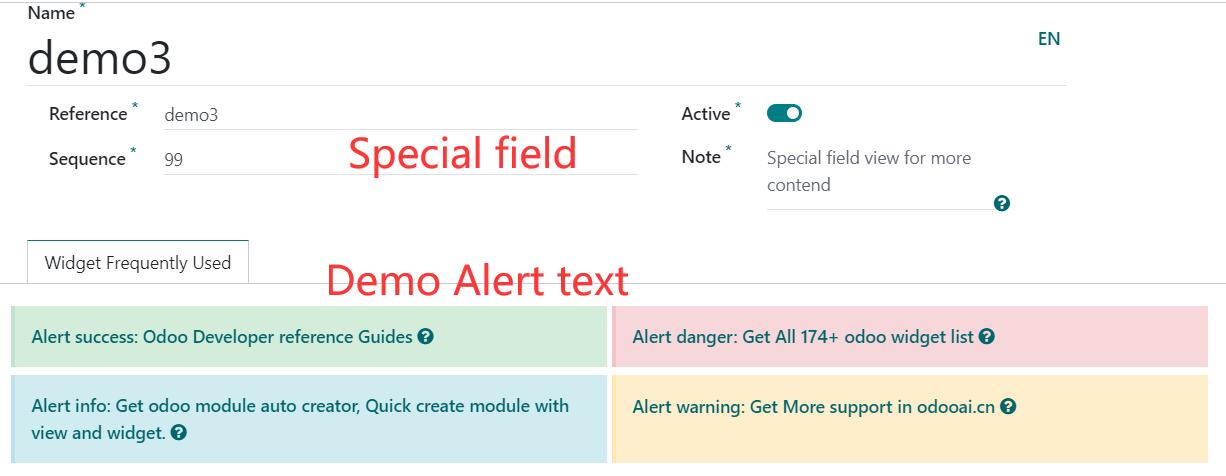 Name *
EN
demo3
Reference * demo3
Active *
Special field
Sequence * 99
Note * Special field view for more
contend
Widget Frequently Used
Demo Alert text
Alert success: Odoo Developer reference Guides ?
Alert danger: Get All 174+ odoo widget list ?
Alert info: Get odoo module auto creator, Quick create module with
view and widget. ?
Alert warning: Get More support in odooai.cn ?